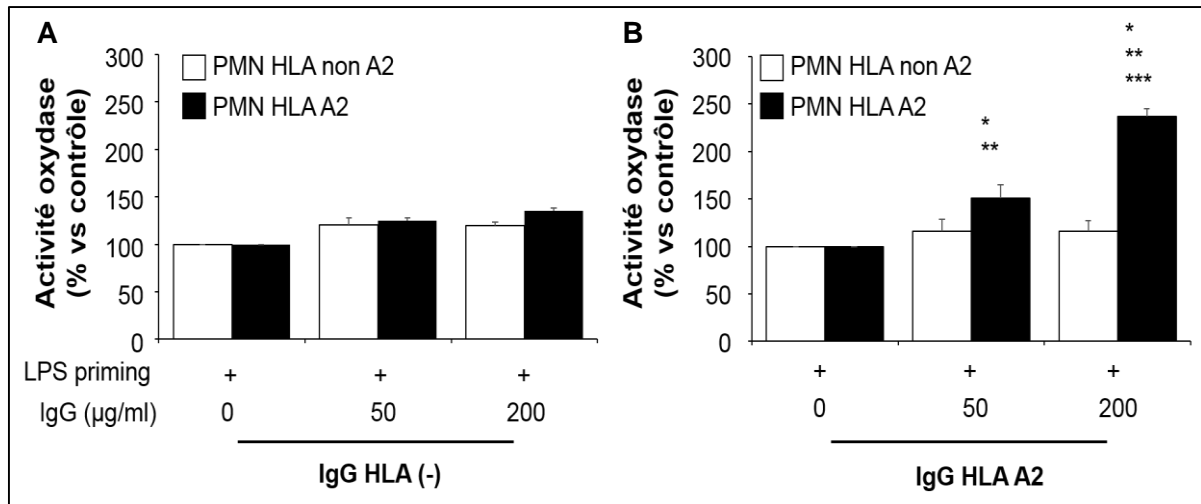 A
Activité oxydase
(% vs contrôle)
300
250
200
150
100
50
0
PMN HLA non A2
PMN HLA A2
LPS priming + + +
IgG (µg/ml) 0 50 200
IgG HLA (-)
B
Activité oxydase
(% vs contrôle)
300
250
200
150
100
50
0
PMN HLA non A2
PMN HLA A2
*
**
*
**
***
+ + +
0 50 200
IgG HLA A2